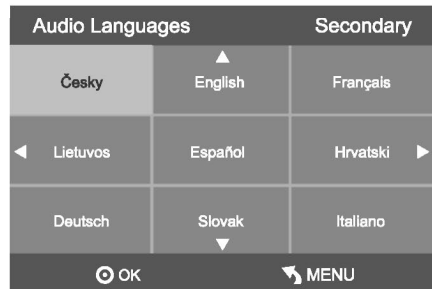 Audio Languages Secondary
Česky English Français
Lietuvos Español Hrvatski
Deutsch Slovak Italiano
OK MENU